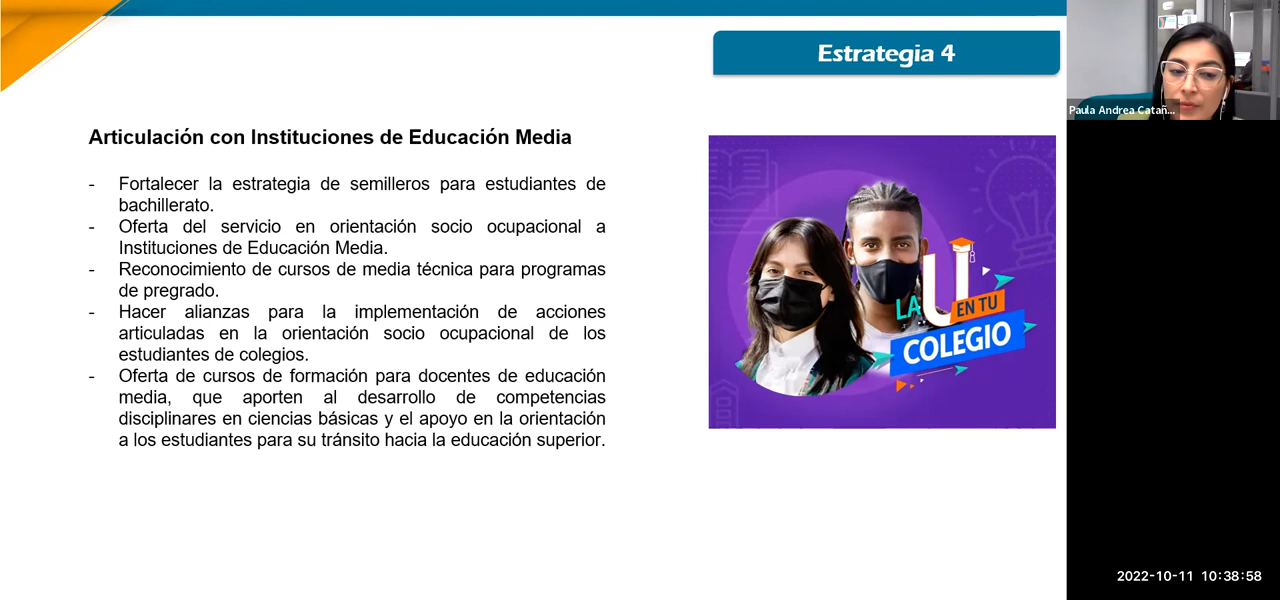 Estrategia 4
Paula Andrea Catañ...
Articulación con Instituciones de Educación Media
- Fortalecer la estrategia de semilleros para estudiantes de
bachillerato.
- Oferta del servicio en orientación socio ocupacional a
Instituciones de Educación Media.
- Reconocimiento de cursos de media técnica para programas
de pregrado.
- Hacer alianzas para la implementación de acciones
articuladas en la orientación socio ocupacional de los
estudiantes de colegios.
- Oferta de cursos de formación para docentes de educación
media, que aporten al desarrollo de competencias
disciplinares en ciencias básicas y el apoyo en la orientación
a los estudiantes para su tránsito hacia la educación superior.
LA U EN TU
COLEGIO
2022-10-11 10:38:58